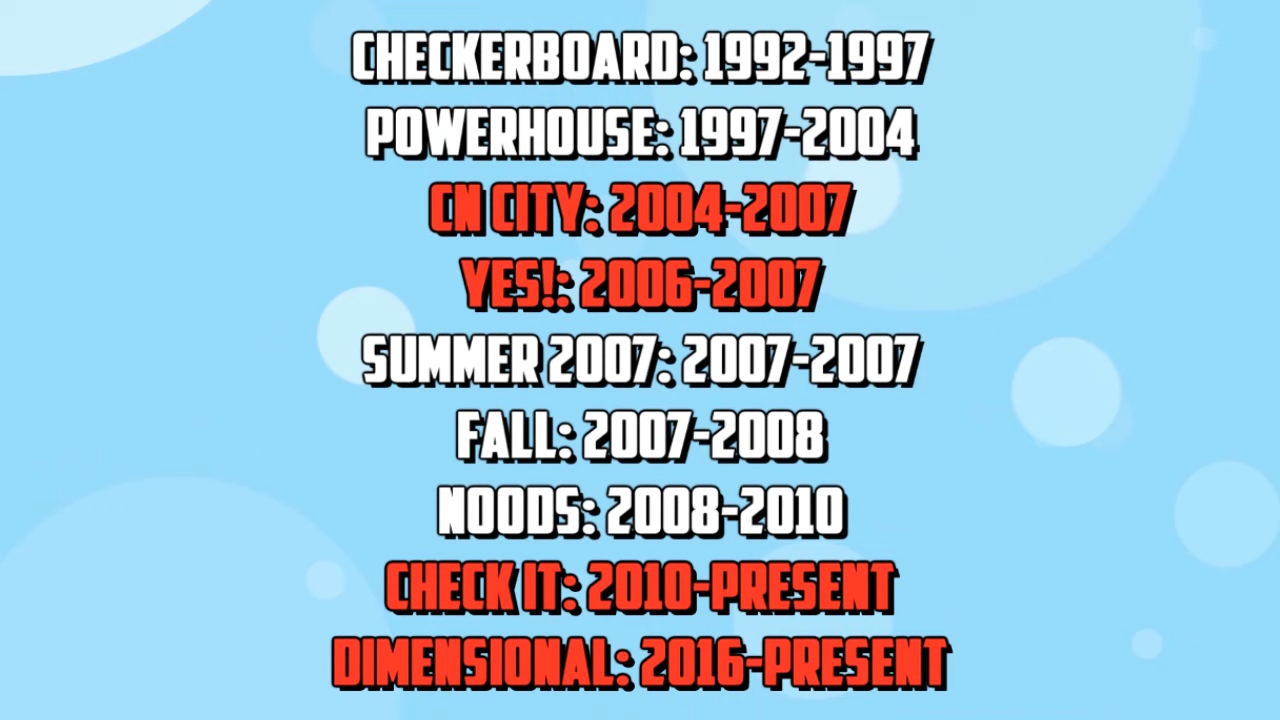 CHECKERBOARD: 1992-1997
POWERHOUSE: 1997-2004
CN CITY: 2004-2007
YES!: 2006-2007
SUMMER 2007: 2007-2007
FALL: 2007-2008
NOODS: 2008-2010
CHECK IT: 2010-PRESENT
DIMENSIONAL: 2016-PRESENT